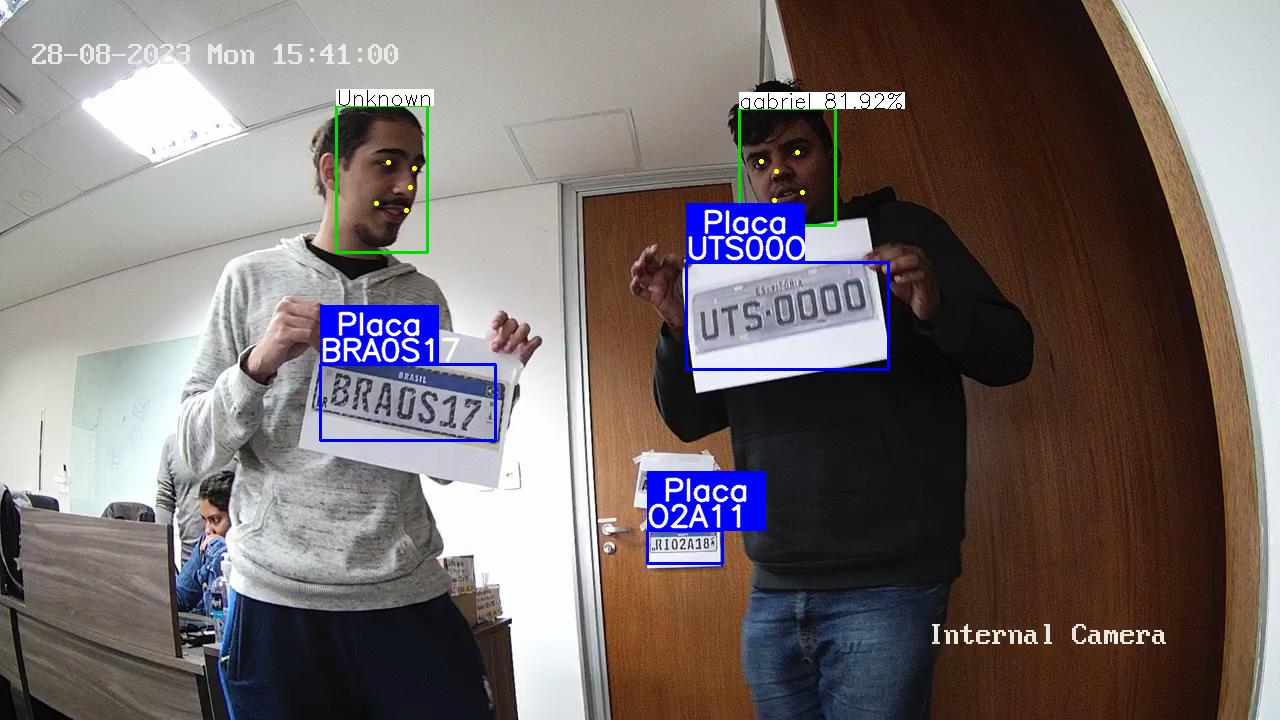 28-08-2023 Mon 15:41:00
Unknown
gabriel 81.92%
Placa
UTS000
UTS·0000
Placa
BRA0S17
BRASIL
BRA0S17
BR
Placa
O2A11
RIO2A18
Internal Camera